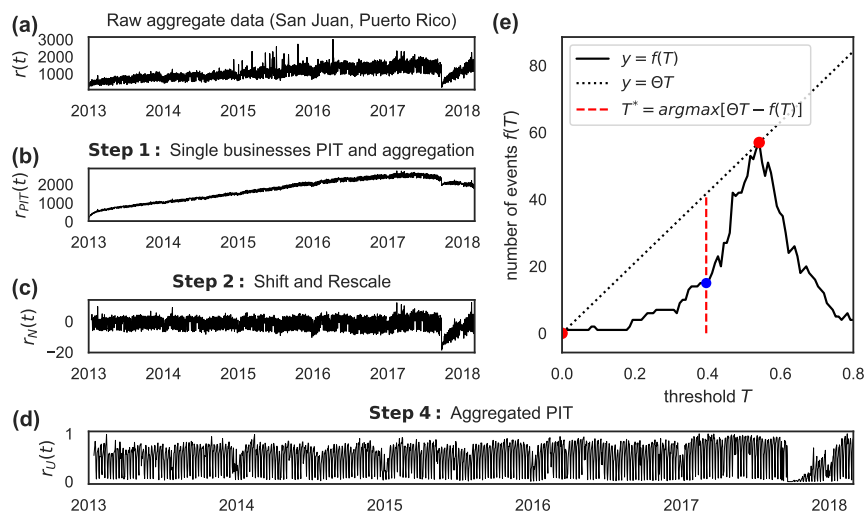 (a) Raw aggregate data (San Juan, Puerto Rico)
r(t)
3000
2000
1000
2013 2014 2015 2016 2017 2018
(b) Step 1 : Single businesses PIT and aggregation
r_PIT(t)
2000
0
2013 2014 2015 2016 2017 2018
(c) Step 2 : Shift and Rescale
r_N(t)
0
−20
2013 2014 2015 2016 2017 2018
(e)
y = f(T)
y = ΘT
T* = argmax[ΘT − f(T)]
number of events f(T)
80
60
40
20
0
0.0 0.2 0.4 0.6 0.8
threshold T
(d) Step 4 : Aggregated PIT
r_U(t)
1
0
2013 2014 2015 2016 2017 2018